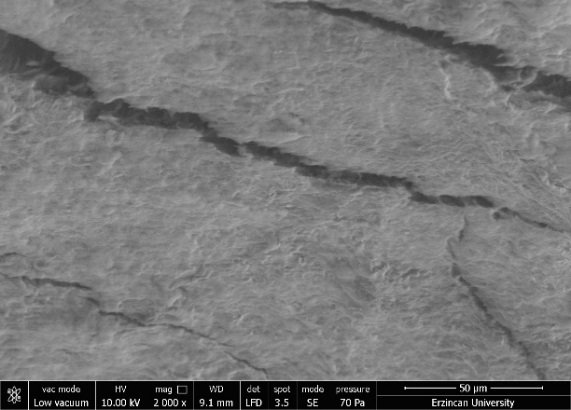 vac mode HV mag WD det spot mode pressure 50 µm
Low vacuum 10.00 kV 2 000 x 9.1 mm LFD 3.5 SE 70 Pa Erzincan University